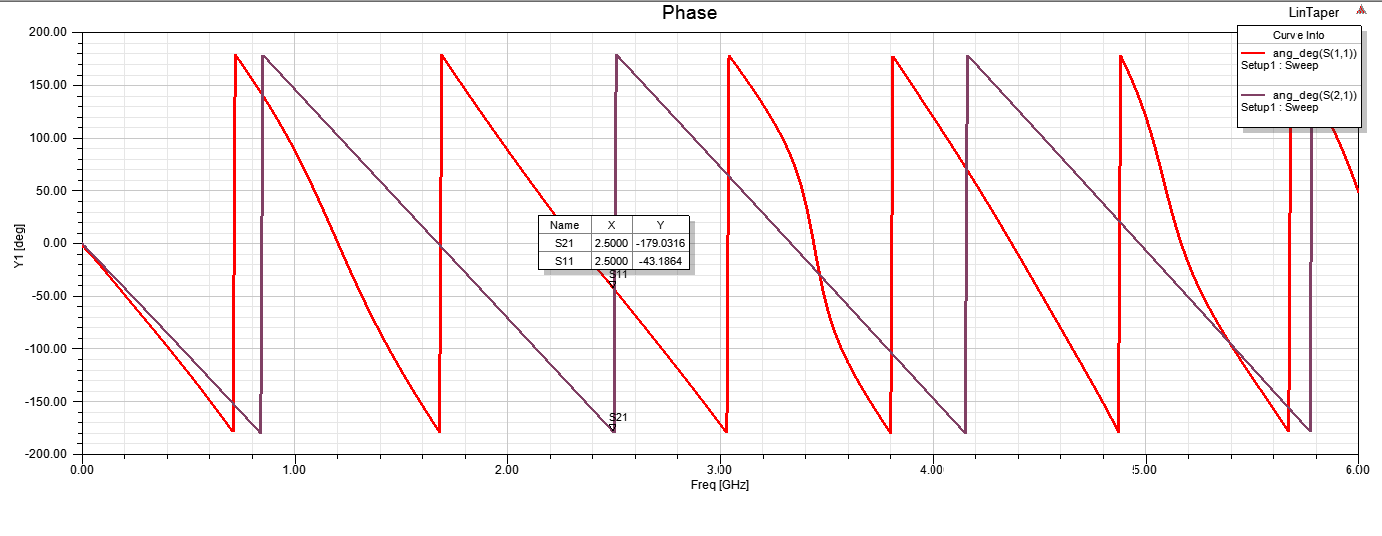 Phase
LinTaper
Curve Info
ang_deg(S(1,1))
Setup1 : Sweep
ang_deg(S(2,1))
Setup1 : Sweep
200.00
150.00
100.00
50.00
0.00
-50.00
-100.00
-150.00
-200.00
Y1 [deg]
Name X Y
S21 2.5000 -179.0316
S11 2.5000 -43.1864
S11
S21
0.00 1.00 2.00 3.00 4.00 5.00 6.00
Freq [GHz]